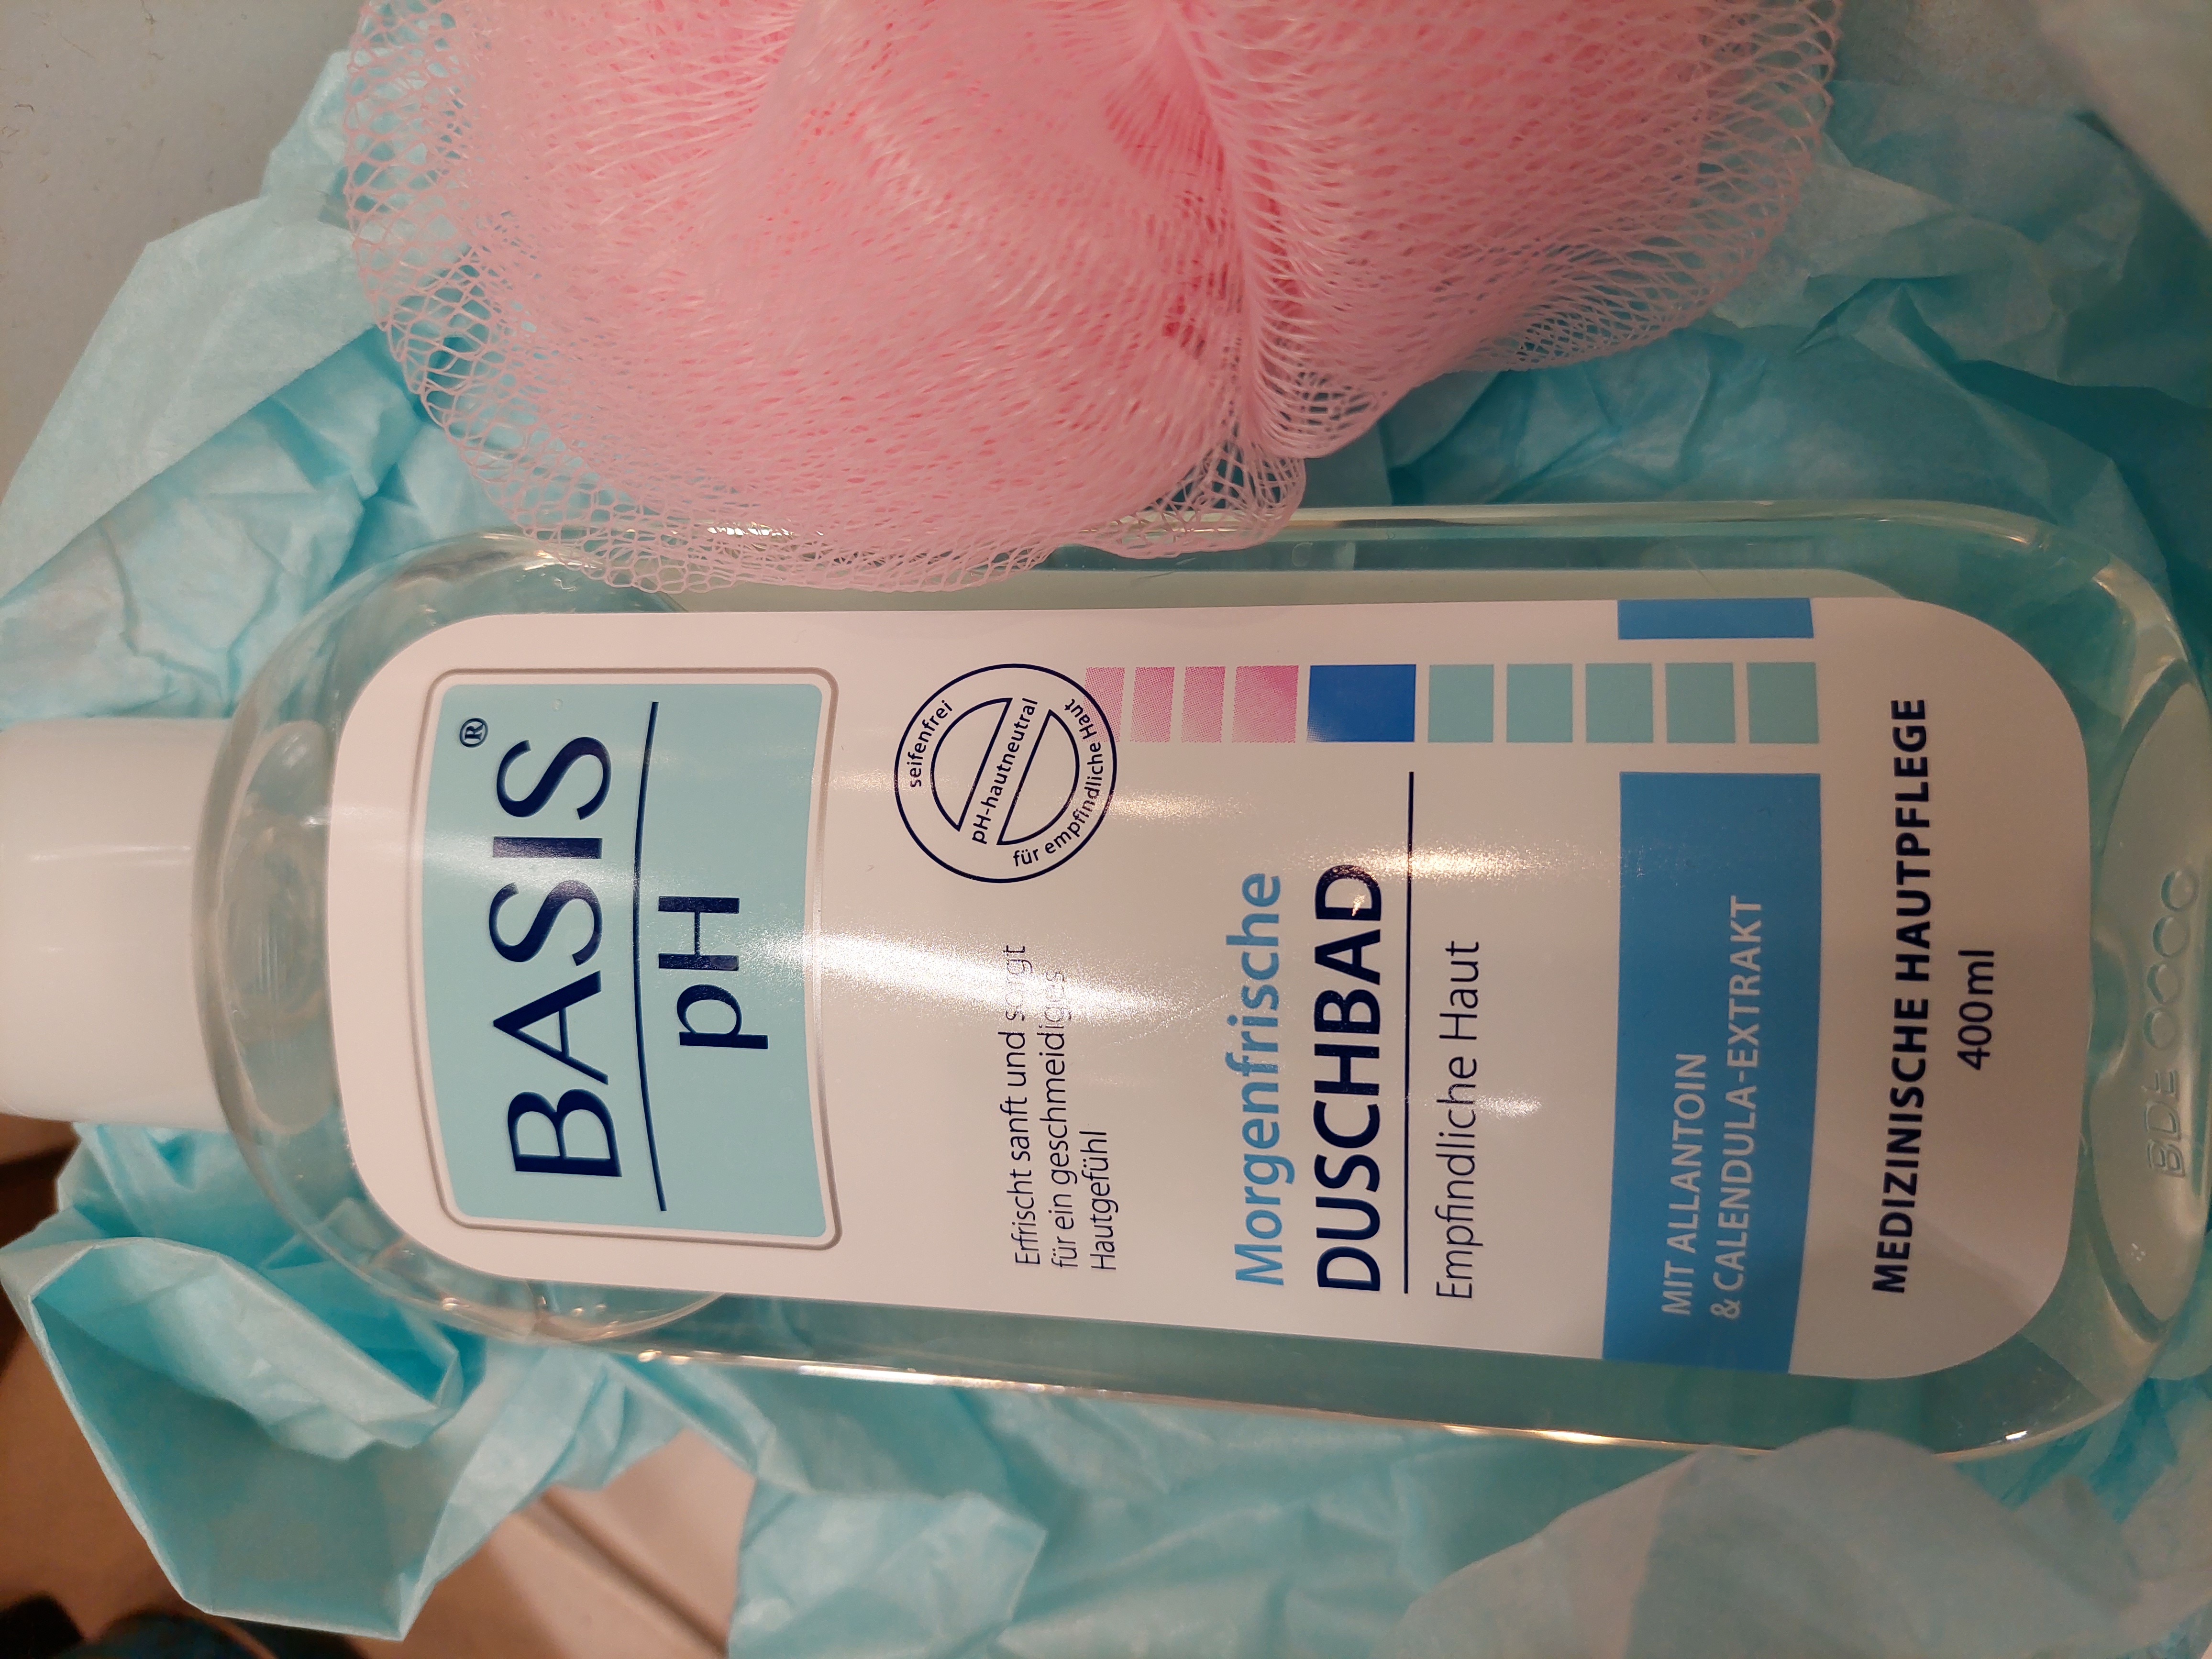 BASIS®
pH
seifenfrei
pH-hautneutral
für empfindliche Haut
Erfrischt sanft und sorgt
für ein geschmeidiges
Hautgefühl
Morgenfrische
DUSCHBAD
Empfindliche Haut
MIT ALLANTOIN
& CALENDULA-EXTRAKT
MEDIZINISCHE HAUTPFLEGE
400ml